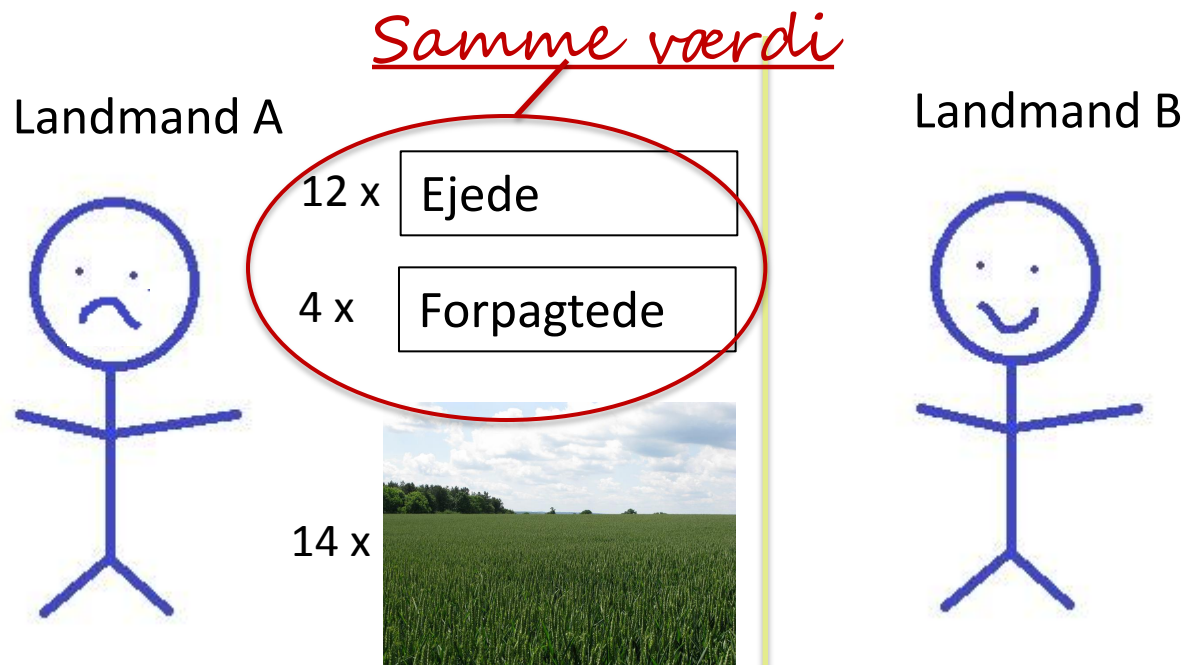 Samme værdi
Landmand A
Landmand B
12 x Ejede
4 x Forpagtede
14 x